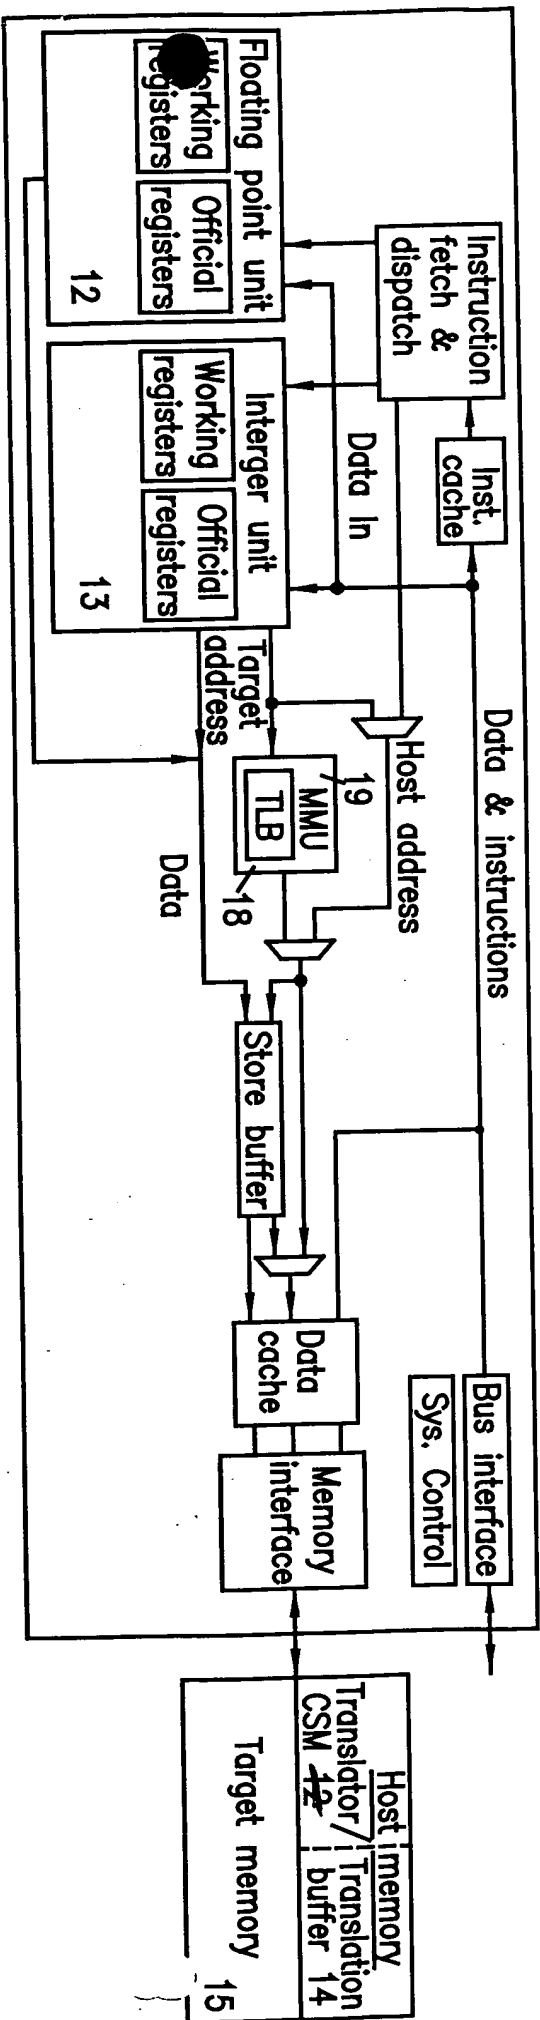 Floating point unit
Working
registers
Official
registers
12
Instruction
fetch &
dispatch
Inst.
cache
Interger unit
Working
registers
Official
registers
13
Data In
Data & instructions
Target
address
Host address
19
MMU
TLB
18
Data
Store buffer
Data
cache
Memory
interface
Bus interface
Sys. Control
Host memory
Translator/
CSM 12
Translation
buffer 14
Target memory
15